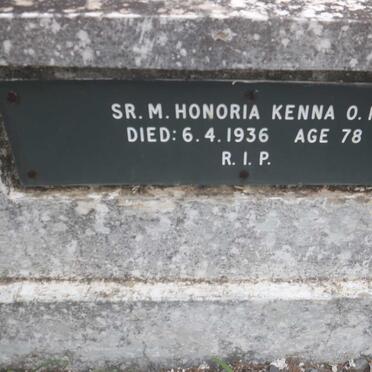 SR. M. HONORIA KENNA O.
DIED: 6.4.1936 AGE 78
R.I.P.